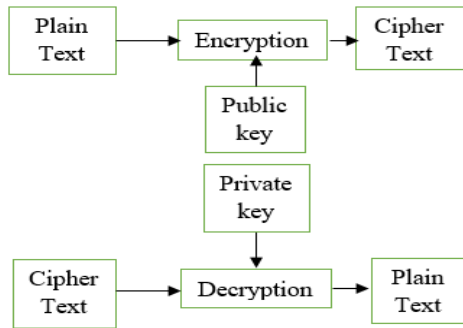 Plain
Text
Encryption
Cipher
Text
Public
key
Private
key
Cipher
Text
Decryption
Plain
Text